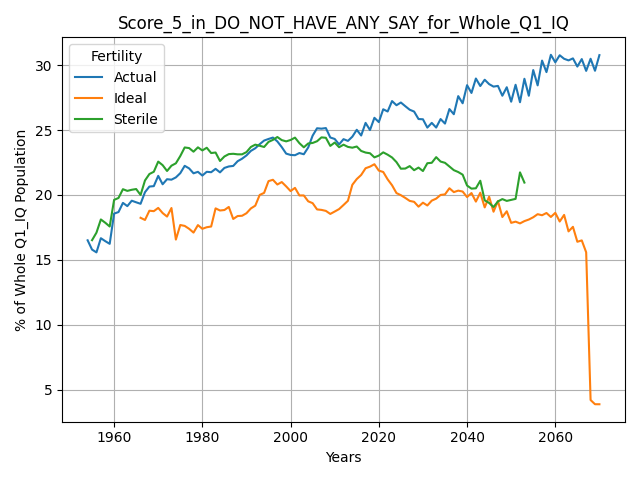 Score_5_in_DO_NOT_HAVE_ANY_SAY_for_Whole_Q1_IQ
Fertility
Actual
Ideal
Sterile
% of Whole Q1_IQ Population
30
25
20
15
10
5
1960 1980 2000 2020 2040 2060
Years